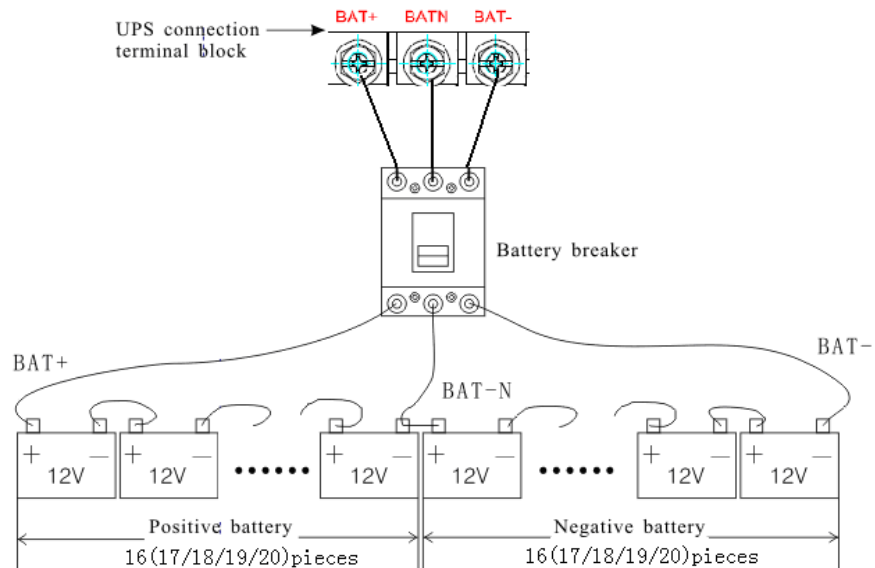 BAT+ BATN BAT-
UPS connection
terminal block
Battery breaker
BAT+
BAT-
BAT-N
+ — + — + — + — + — + —
12V 12V 12V 12V 12V 12V
Positive battery
Negative battery
16(17/18/19/20)pieces
16(17/18/19/20)pieces